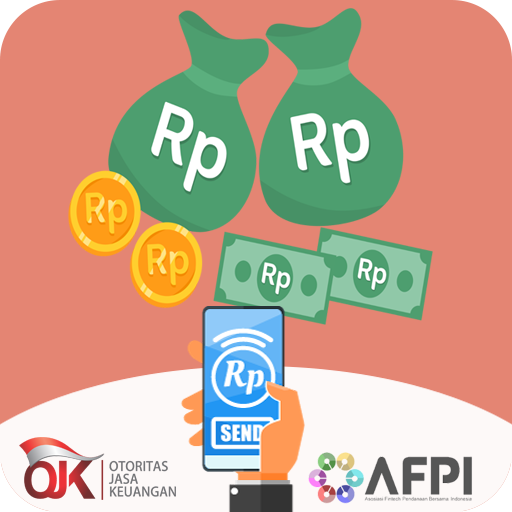 Rp
Rp
Rp
Rp
Rp
Rp
Rp
SEND
OJK
OTORITAS
JASA
KEUANGAN
AFPI
Asosiasi Fintech Pendanaan Bersama Indonesia